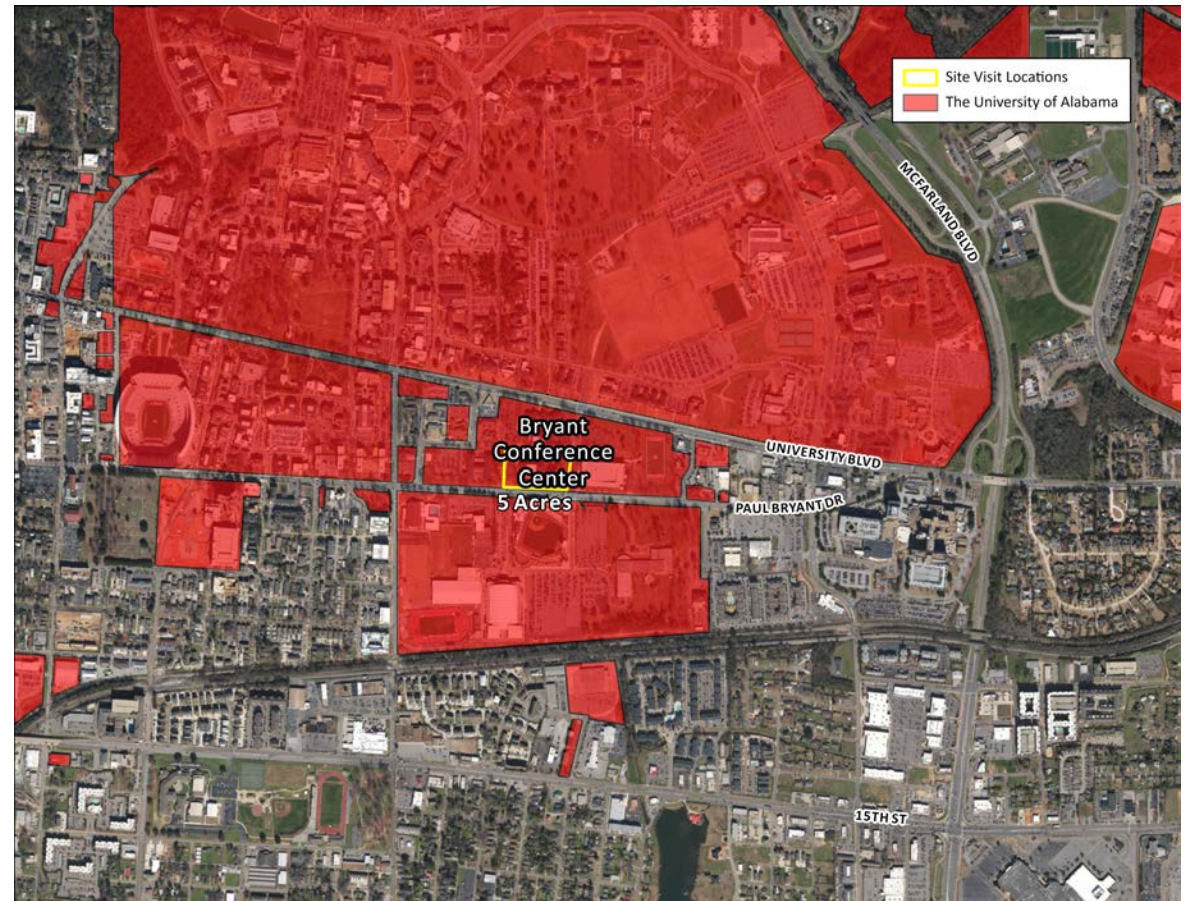 Site Visit Locations
The University of Alabama
MCFARLAND BLVD
Bryant
Conference
Center
5 Acres
UNIVERSITY BLVD
PAUL BRYANT DR
15TH ST